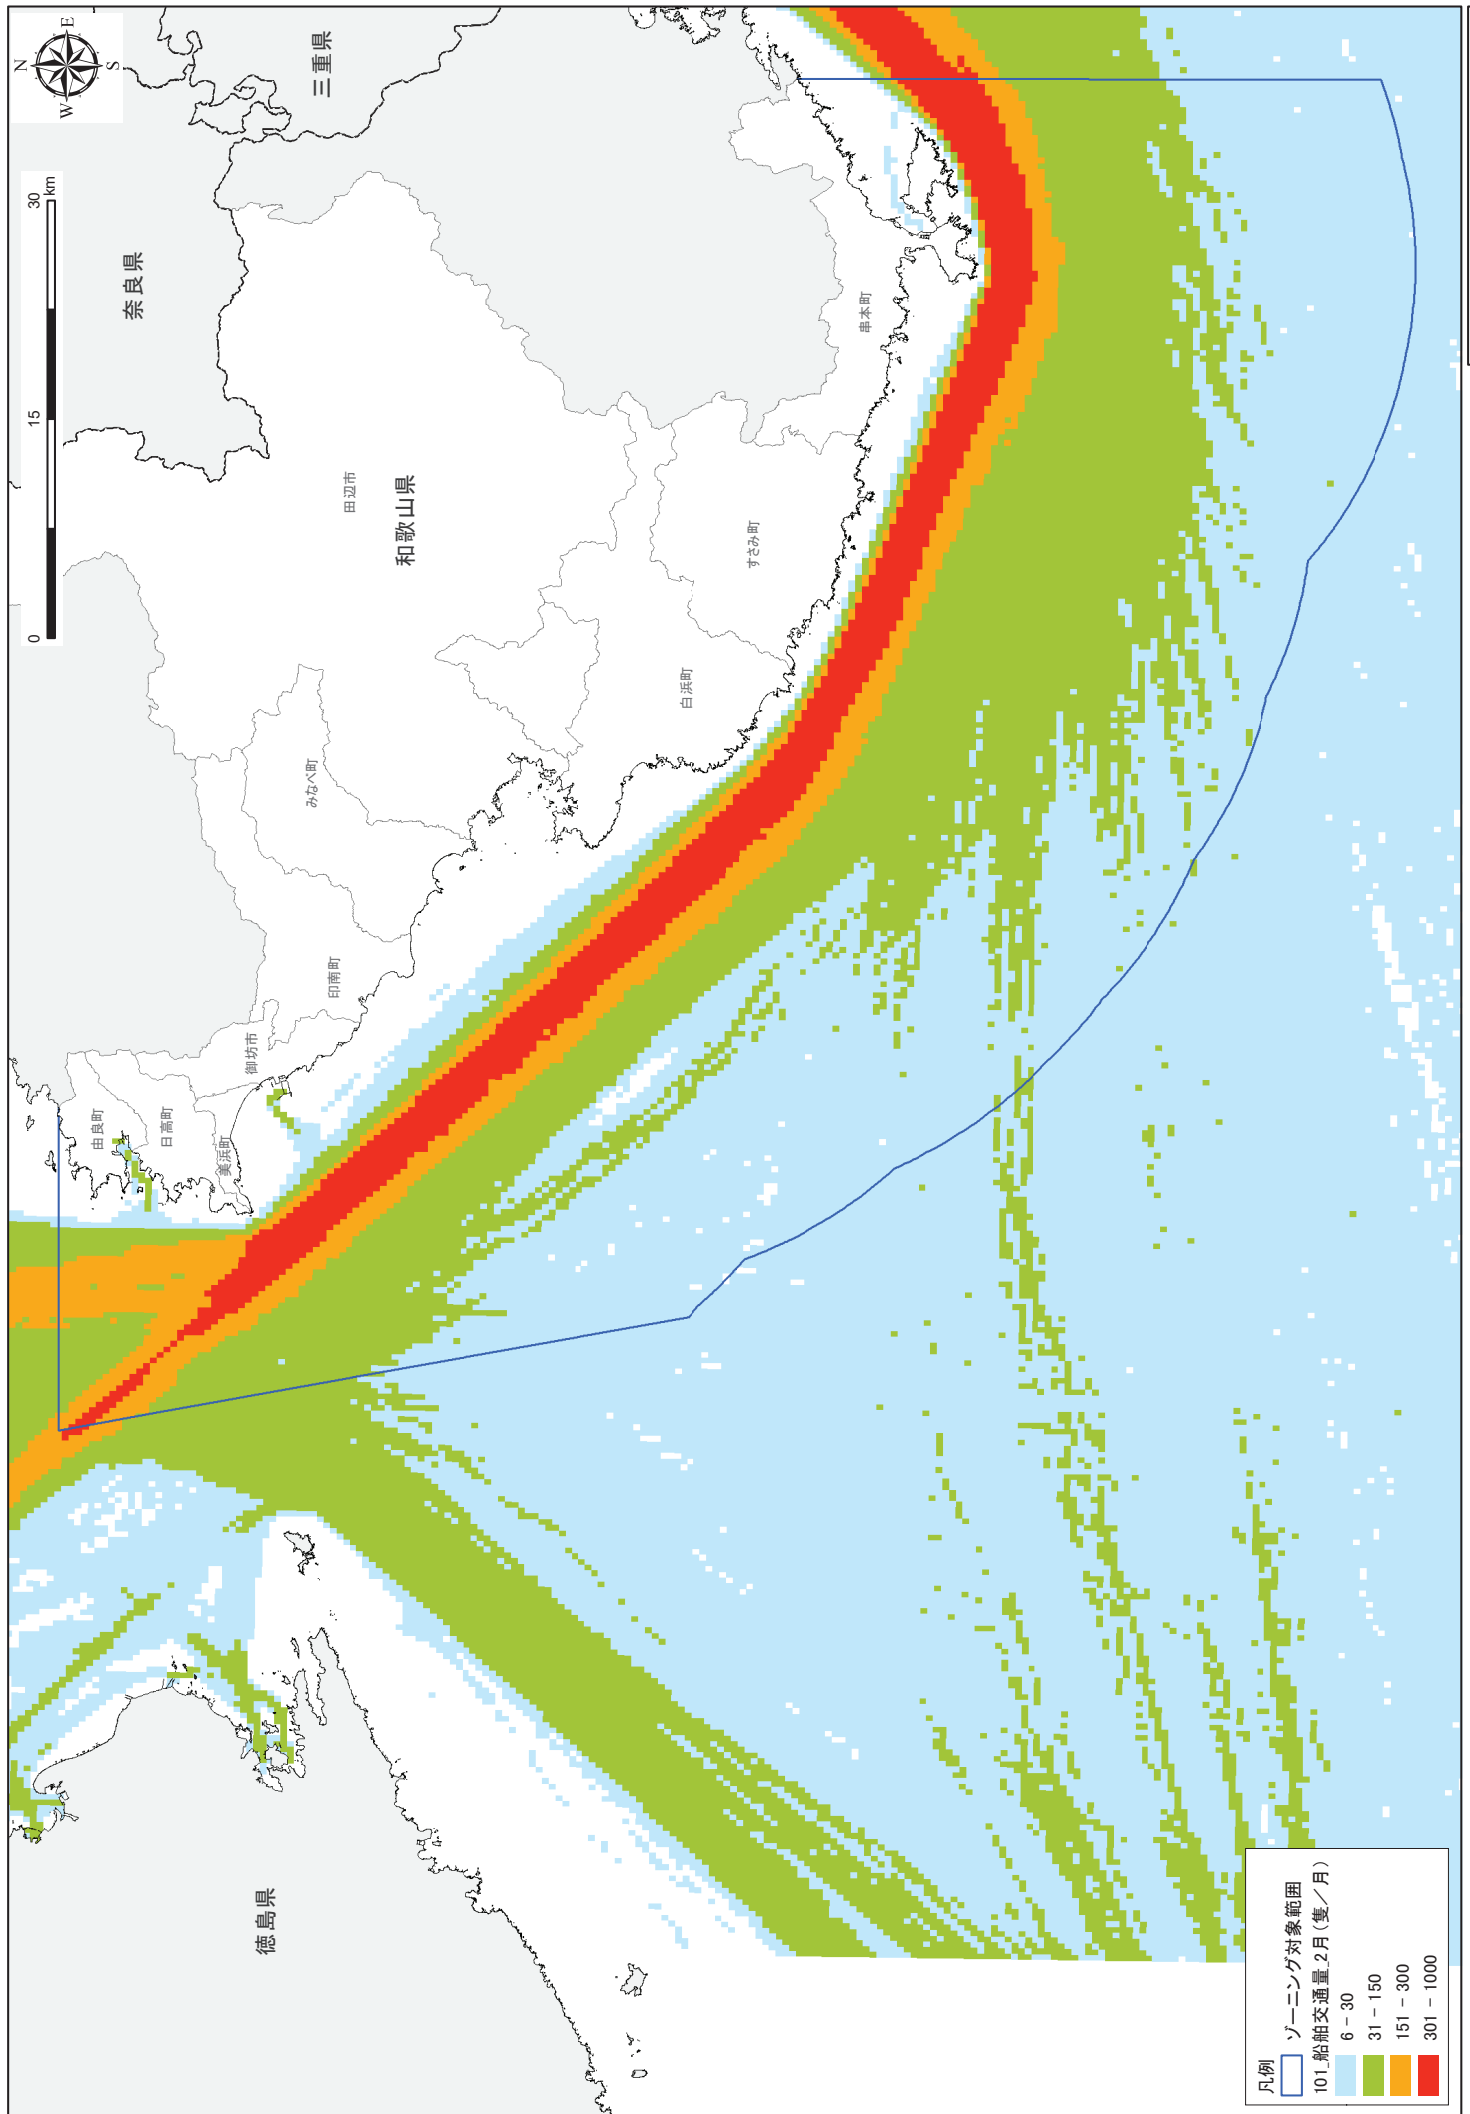 N
E
W
S
0
15
30
km
三重県
奈良県
和歌山県
徳島県
田辺市
みなべ町
印南町
御坊市
由良町
日高町
美浜町
白浜町
すさみ町
串本町
凡例
ゾーニング対象範囲
101_船舶交通量_2月(隻／月)
6 - 30
31 - 150
151 - 300
301 - 1000